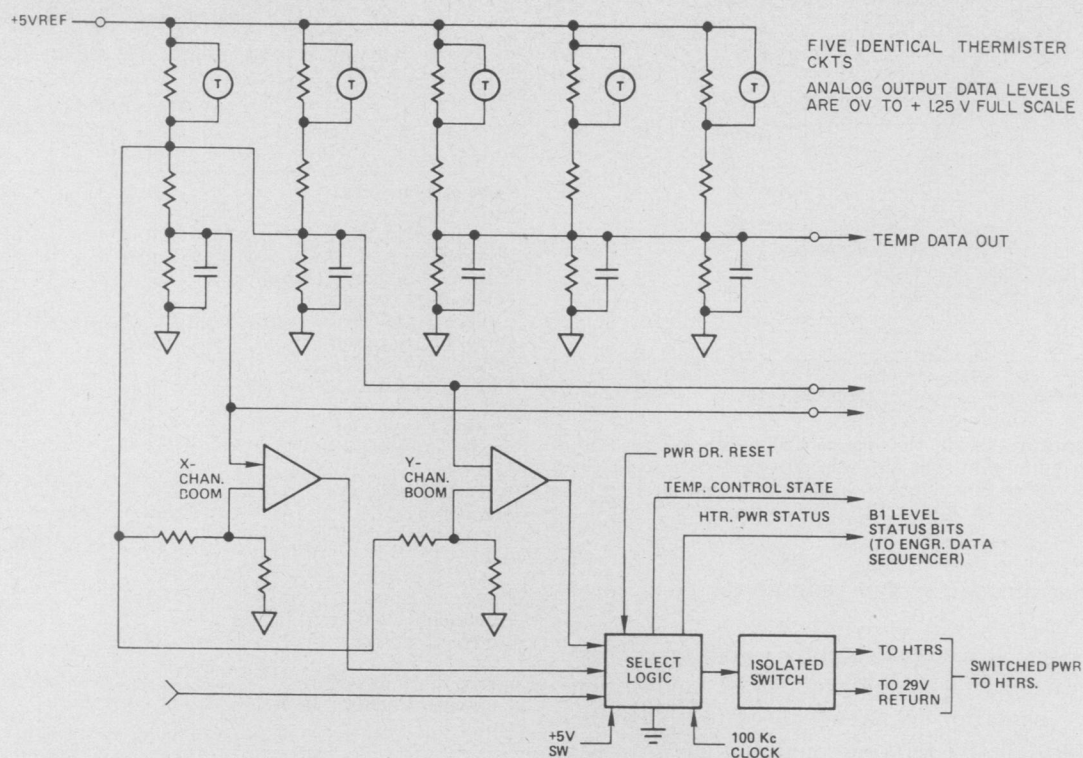 +5VREF
T
T
T
T
T
FIVE IDENTICAL THERMISTER
CKTS
ANALOG OUTPUT DATA LEVELS
ARE 0V TO + 1.25 V FULL SCALE
TEMP DATA OUT
X-
CHAN.
BOOM
Y-
CHAN.
BOOM
PWR DR. RESET
TEMP. CONTROL STATE
HTR. PWR STATUS
B1 LEVEL
STATUS BITS
(TO ENGR. DATA
SEQUENCER)
SELECT
LOGIC
ISOLATED
SWITCH
TO HTRS
TO 29V
RETURN
SWITCHED PWR
TO HTRS.
+5V
SW
100 Kc
CLOCK